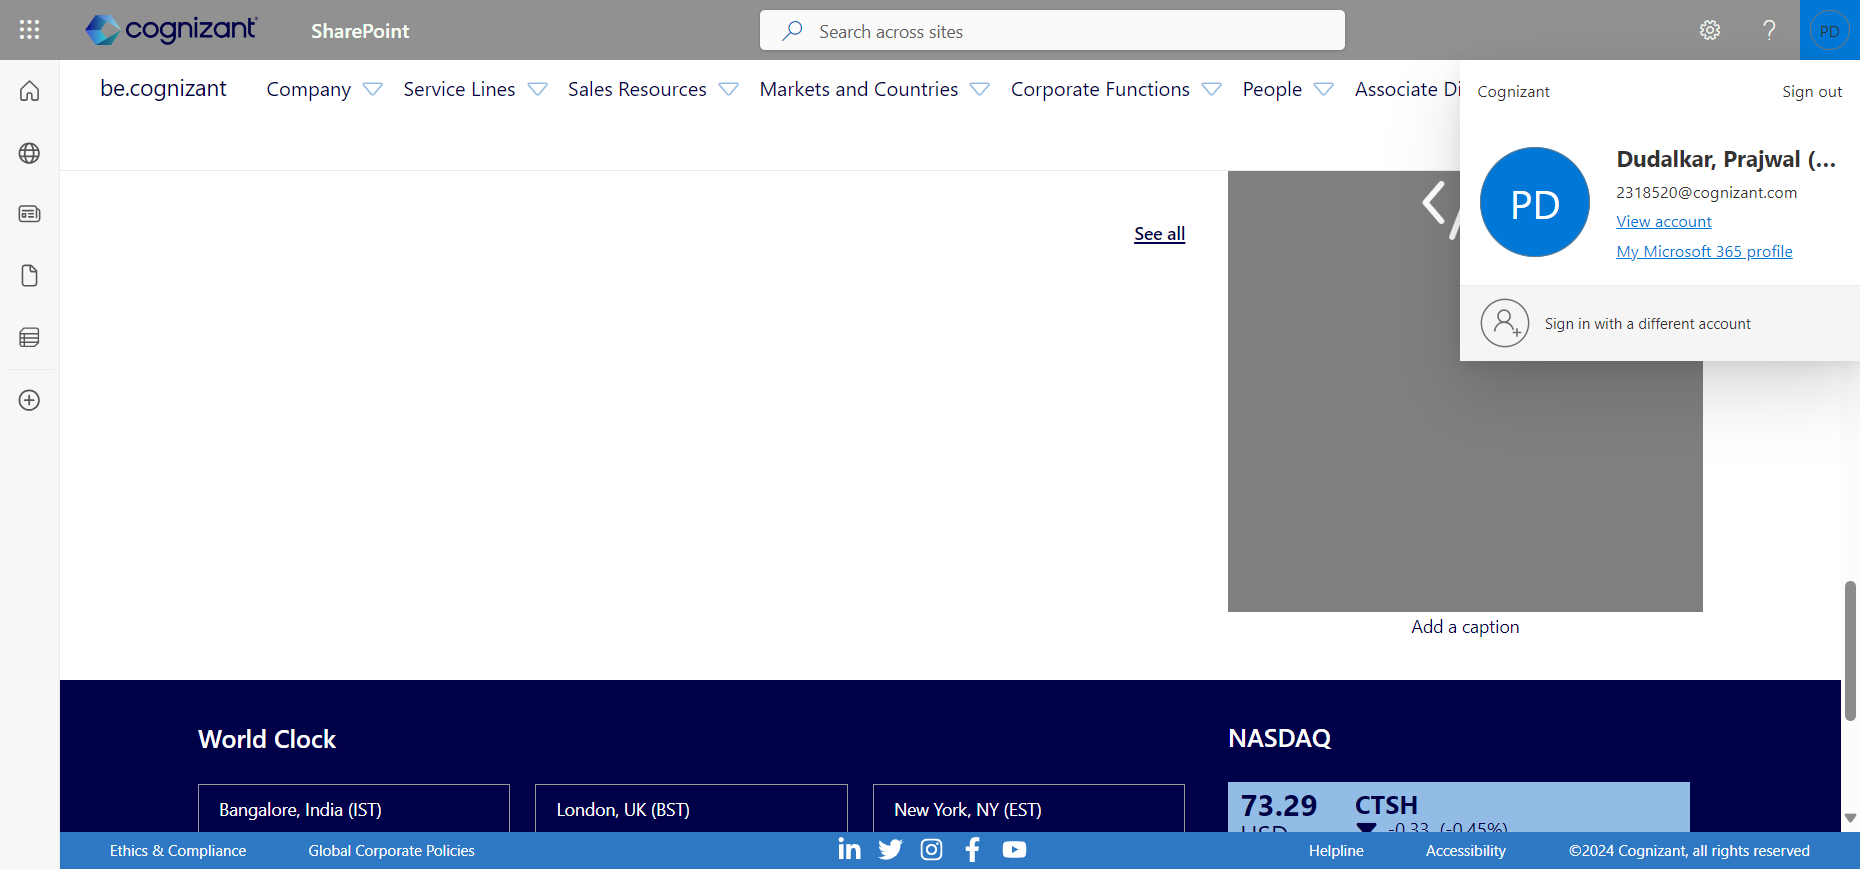 cognizant
SharePoint
Search across sites
?
PD
be.cognizant
Company
Service Lines
Sales Resources
Markets and Countries
Corporate Functions
People
Associate Di
Cognizant
Sign out
PD
Dudalkar, Prajwal (...
2318520@cognizant.com
View account
My Microsoft 365 profile
Sign in with a different account
See all
Add a caption
World Clock
NASDAQ
Bangalore, India (IST)
London, UK (BST)
New York, NY (EST)
73.29
CTSH
USD
-0.33 (-0.45%)
Ethics & Compliance
Global Corporate Policies
Helpline
Accessibility
©2024 Cognizant, all rights reserved